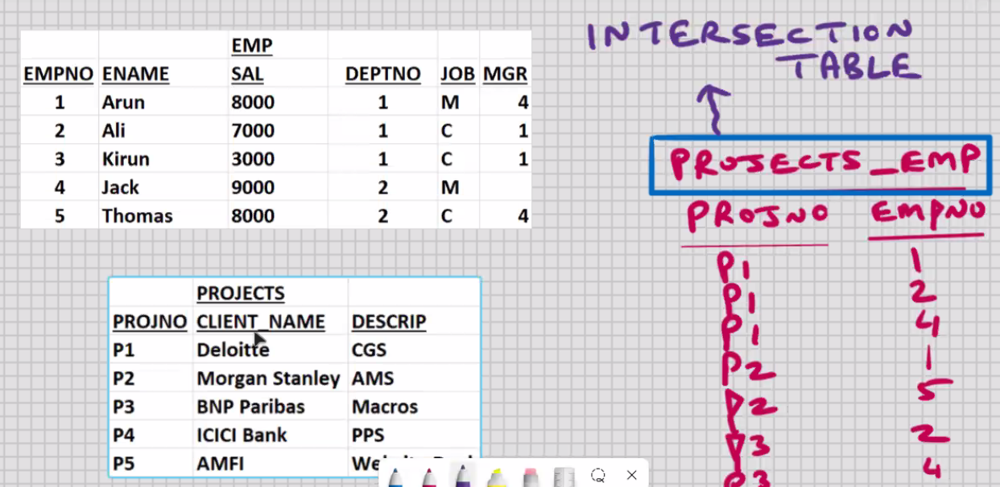 EMP
EMPNO ENAME SAL DEPTNO JOB MGR
1 Arun 8000 1 M 4
2 Ali 7000 1 C 1
3 Kirun 3000 1 C 1
4 Jack 9000 2 M
5 Thomas 8000 2 C 4
PROJECTS
PROJNO CLIENT_NAME DESCRIP
P1 Deloitte CGS
P2 Morgan Stanley AMS
P3 BNP Paribas Macros
P4 ICICI Bank PPS
P5 AMFI
INTERSECTION
TABLE
PROJECTS_EMP
PROJNO EMPNO
P1 1
P1 2
P1 4
P2 1
P2 5
P3 2
P3 4